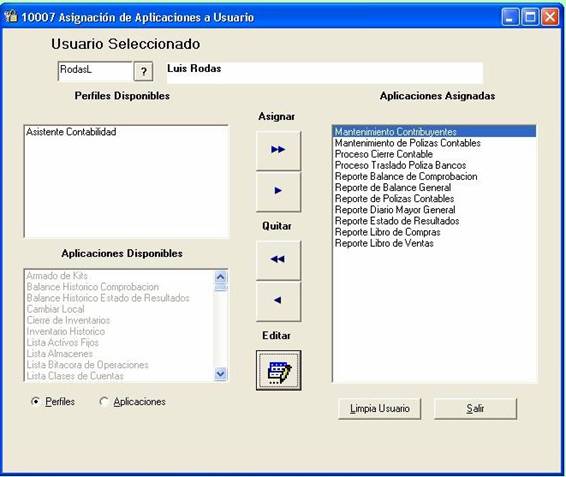 10007 Asignación de Aplicaciones a Usuario
Usuario Seleccionado
RodasL ? Luis Rodas
Perfiles Disponibles
Asistente Contabilidad
Aplicaciones Disponibles
Armado de Kits
Balance Historico Comprobacion
Balance Historico Estado de Resultados
Cambiar Local
Cierre de Inventarios
Inventario Historico
Lista Activos Fijos
Lista Almacenes
Lista Bitacora de Operaciones
Lista Clases de Cuentas
Perfiles Aplicaciones
Asignar
Quitar
Editar
Aplicaciones Asignadas
Mantenimiento Contribuyentes
Mantenimiento de Polizas Contables
Proceso Cierre Contable
Proceso Traslado Poliza Bancos
Reporte Balance de Comprobacion
Reporte de Balance General
Reporte de Polizas Contables
Reporte Diario Mayor General
Reporte Estado de Resultados
Reporte Libro de Compras
Reporte Libro de Ventas
Limpia Usuario Salir